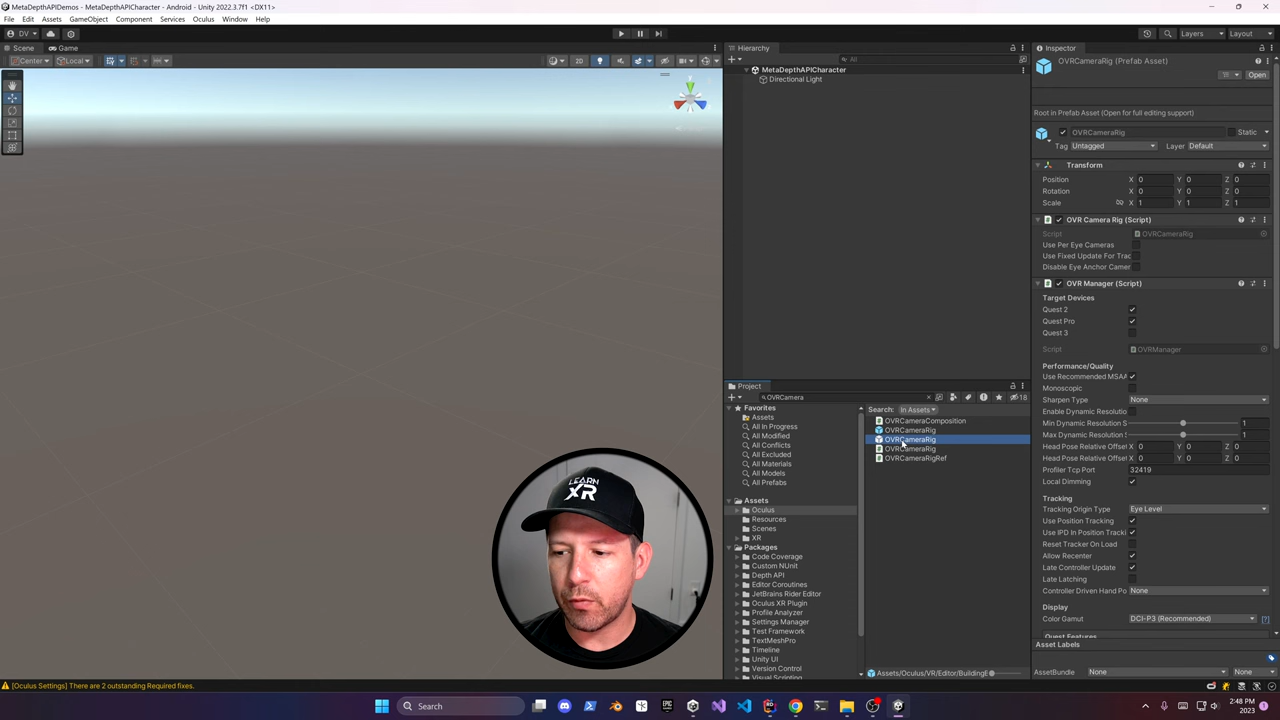 MetaDepthAPIDemos - MetaDepthAPICharacter - Android - Unity 2022.3.7f1 <DX11>
File Edit Assets GameObject Component Services Oculus Window Help
DV Layers Layout
Scene Game
Center Local 2D
Hierarchy
All
MetaDepthAPICharacter
Directional Light
Project
OVRCamera
18
Favorites
Assets
All In Progress
All Modified
All Conflicts
All Excluded
All Materials
All Models
All Prefabs
Assets
Oculus
Resources
Scenes
XR
Packages
Code Coverage
Custom NUnit
Depth API
Editor Coroutines
JetBrains Rider Editor
Oculus XR Plugin
Profile Analyzer
Settings Manager
Test Framework
TextMeshPro
Timeline
Unity UI
Version Control
Visual Scripting
Search: In Assets
OVRCameraComposition
OVRCameraRig
OVRCameraRig
OVRCameraRig
OVRCameraRigRef
Assets/Oculus/VR/Editor/BuildingB
Inspector
OVRCameraRig (Prefab Asset)
Open
Root in Prefab Asset (Open for full editing support)
OVRCameraRig Static
Tag Untagged Layer Default
Transform
Position X 0 Y 0 Z 0
Rotation X 0 Y 0 Z 0
Scale X 1 Y 1 Z 1
OVR Camera Rig (Script)
Script OVRCameraRig
Use Per Eye Cameras
Use Fixed Update For Trac
Disable Eye Anchor Camer
OVR Manager (Script)
Target Devices
Quest 2
Quest Pro
Quest 3
Script OVRManager
Performance/Quality
Use Recommended MSAA
Monoscopic
Sharpen Type None
Enable Dynamic Resolutio
Min Dynamic Resolution S 1
Max Dynamic Resolution S 1
Head Pose Relative Offset X 0 Y 0 Z 0
Head Pose Relative Offset X 0 Y 0 Z 0
Profiler Tcp Port 32419
Local Dimming
Tracking
Tracking Origin Type Eye Level
Use Position Tracking
Use IPD In Position Tracki
Reset Tracker On Load
Allow Recenter
Late Controller Update
Late Latching
Controller Driven Hand Po None
Display
Color Gamut DCI-P3 (Recommended) [?]
Quest Features
Asset Labels
AssetBundle None None
LEARN
XR
[Oculus Settings] There are 2 outstanding Required fixes.
Search
2:48 PM
2023